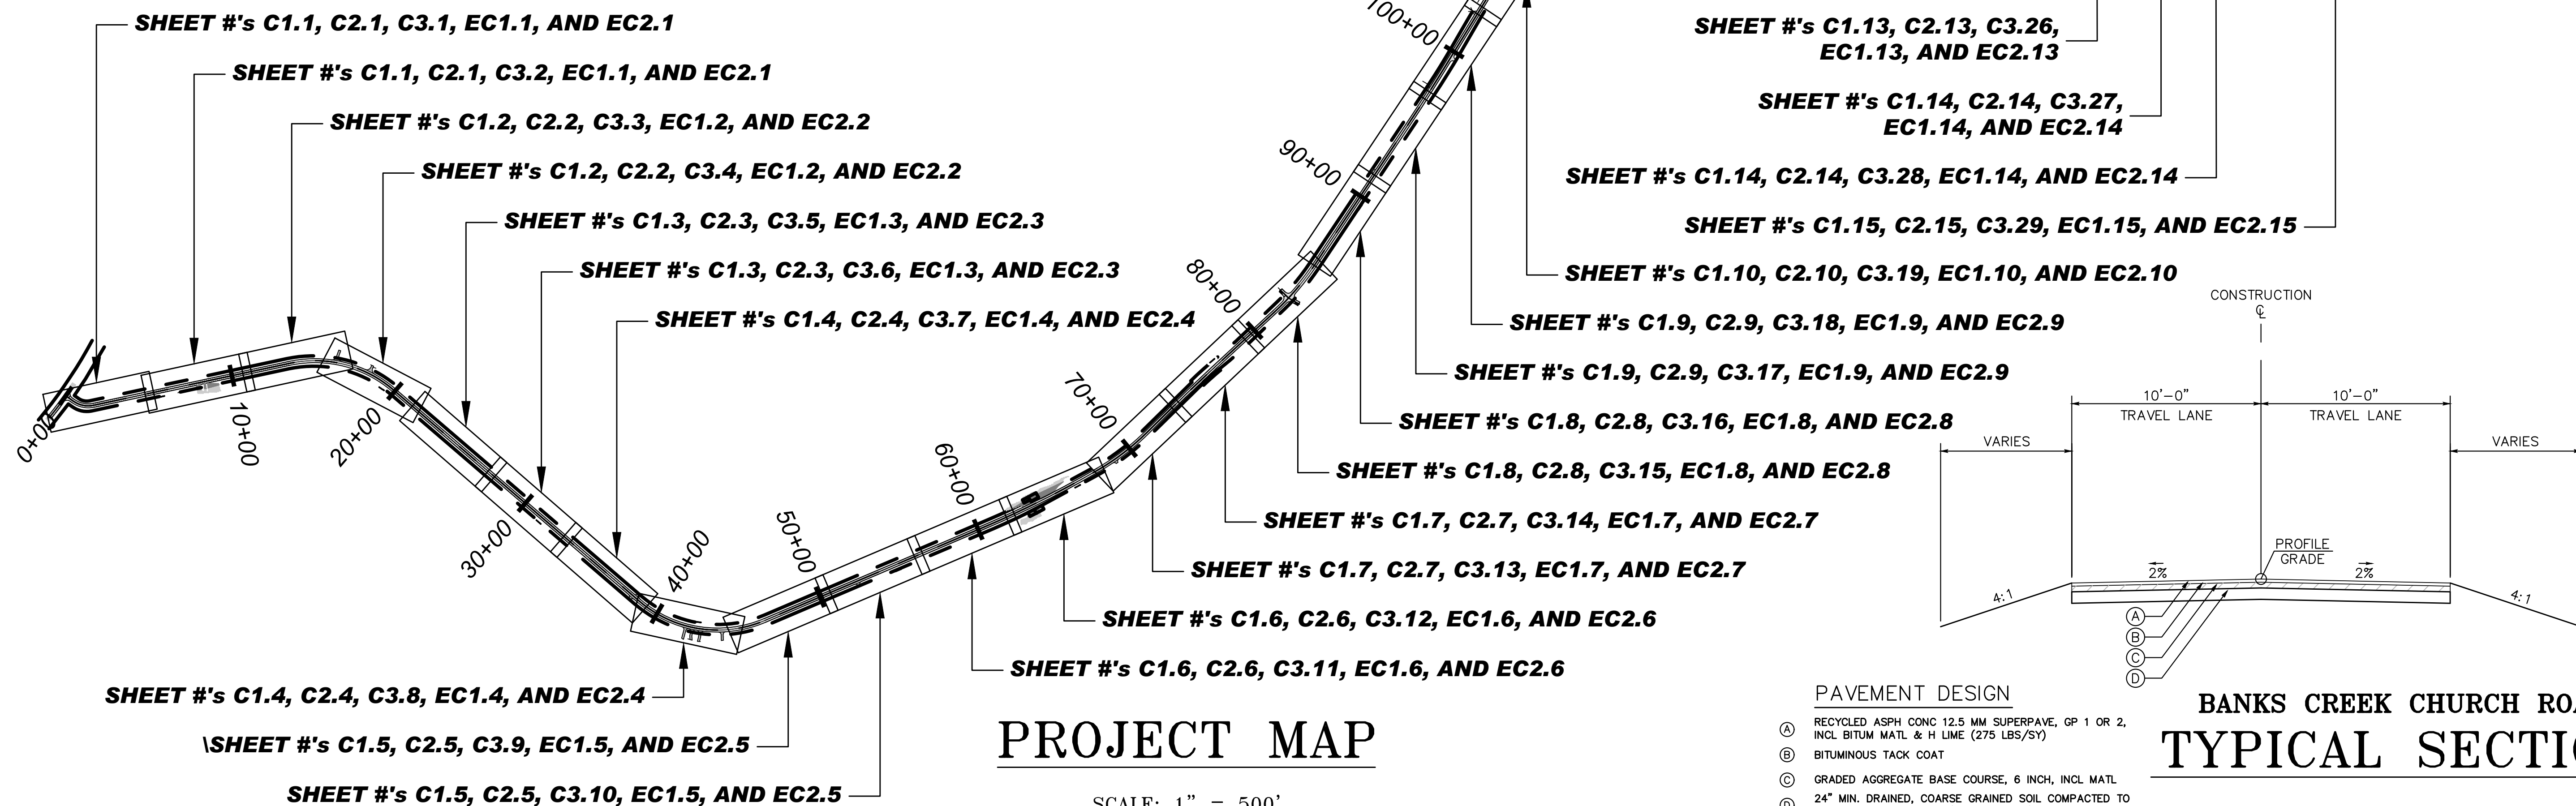 SHEET #'s C1.1, C2.1, C3.1, EC1.1, AND EC2.1
SHEET #'s C1.1, C2.1, C3.2, EC1.1, AND EC2.1
SHEET #'s C1.2, C2.2, C3.3, EC1.2, AND EC2.2
SHEET #'s C1.2, C2.2, C3.4, EC1.2, AND EC2.2
SHEET #'s C1.3, C2.3, C3.5, EC1.3, AND EC2.3
SHEET #'s C1.3, C2.3, C3.6, EC1.3, AND EC2.3
SHEET #'s C1.4, C2.4, C3.7, EC1.4, AND EC2.4
0+00
10+00
20+00
30+00
40+00
50+00
60+00
70+00
80+00
90+00
100+00
SHEET #'s C1.4, C2.4, C3.8, EC1.4, AND EC2.4
\SHEET #'s C1.5, C2.5, C3.9, EC1.5, AND EC2.5
SHEET #'s C1.5, C2.5, C3.10, EC1.5, AND EC2.5
SHEET #'s C1.13, C2.13, C3.26,
EC1.13, AND EC2.13
SHEET #'s C1.14, C2.14, C3.27,
EC1.14, AND EC2.14
SHEET #'s C1.14, C2.14, C3.28, EC1.14, AND EC2.14
SHEET #'s C1.15, C2.15, C3.29, EC1.15, AND EC2.15
SHEET #'s C1.10, C2.10, C3.19, EC1.10, AND EC2.10
SHEET #'s C1.9, C2.9, C3.18, EC1.9, AND EC2.9
SHEET #'s C1.9, C2.9, C3.17, EC1.9, AND EC2.9
SHEET #'s C1.8, C2.8, C3.16, EC1.8, AND EC2.8
SHEET #'s C1.8, C2.8, C3.15, EC1.8, AND EC2.8
SHEET #'s C1.7, C2.7, C3.14, EC1.7, AND EC2.7
SHEET #'s C1.7, C2.7, C3.13, EC1.7, AND EC2.7
SHEET #'s C1.6, C2.6, C3.12, EC1.6, AND EC2.6
SHEET #'s C1.6, C2.6, C3.11, EC1.6, AND EC2.6
PROJECT MAP
SCALE: 1" = 500'
CONSTRUCTION
℄
10'-0"
10'-0"
TRAVEL LANE
TRAVEL LANE
VARIES
VARIES
PROFILE
GRADE
2%
2%
4:1
4:1
A
B
C
D
PAVEMENT DESIGN
A RECYCLED ASPH CONC 12.5 MM SUPERPAVE, GP 1 OR 2,
INCL BITUM MATL & H LIME (275 LBS/SY)
B BITUMINOUS TACK COAT
C GRADED AGGREGATE BASE COURSE, 6 INCH, INCL MATL
D 24" MIN. DRAINED, COARSE GRAINED SOIL COMPACTED TO
BANKS CREEK CHURCH ROA
TYPICAL SECTIO